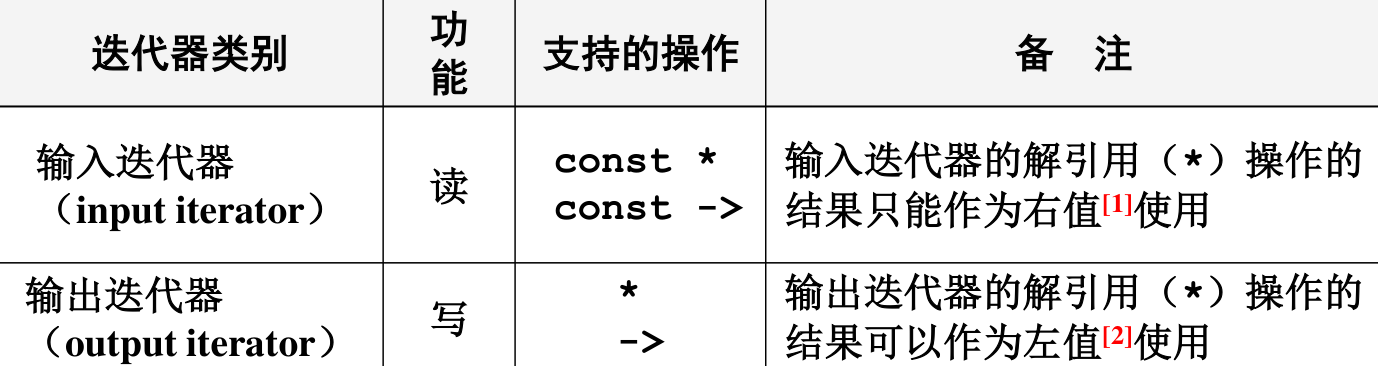 迭代器类别
功
能
支持的操作
备 注
输入迭代器
（input iterator）
读
const *
const ->
输入迭代器的解引用（*）操作的
结果只能作为右值[1]使用
输出迭代器
（output iterator）
写
*
->
输出迭代器的解引用（*）操作的
结果可以作为左值[2]使用